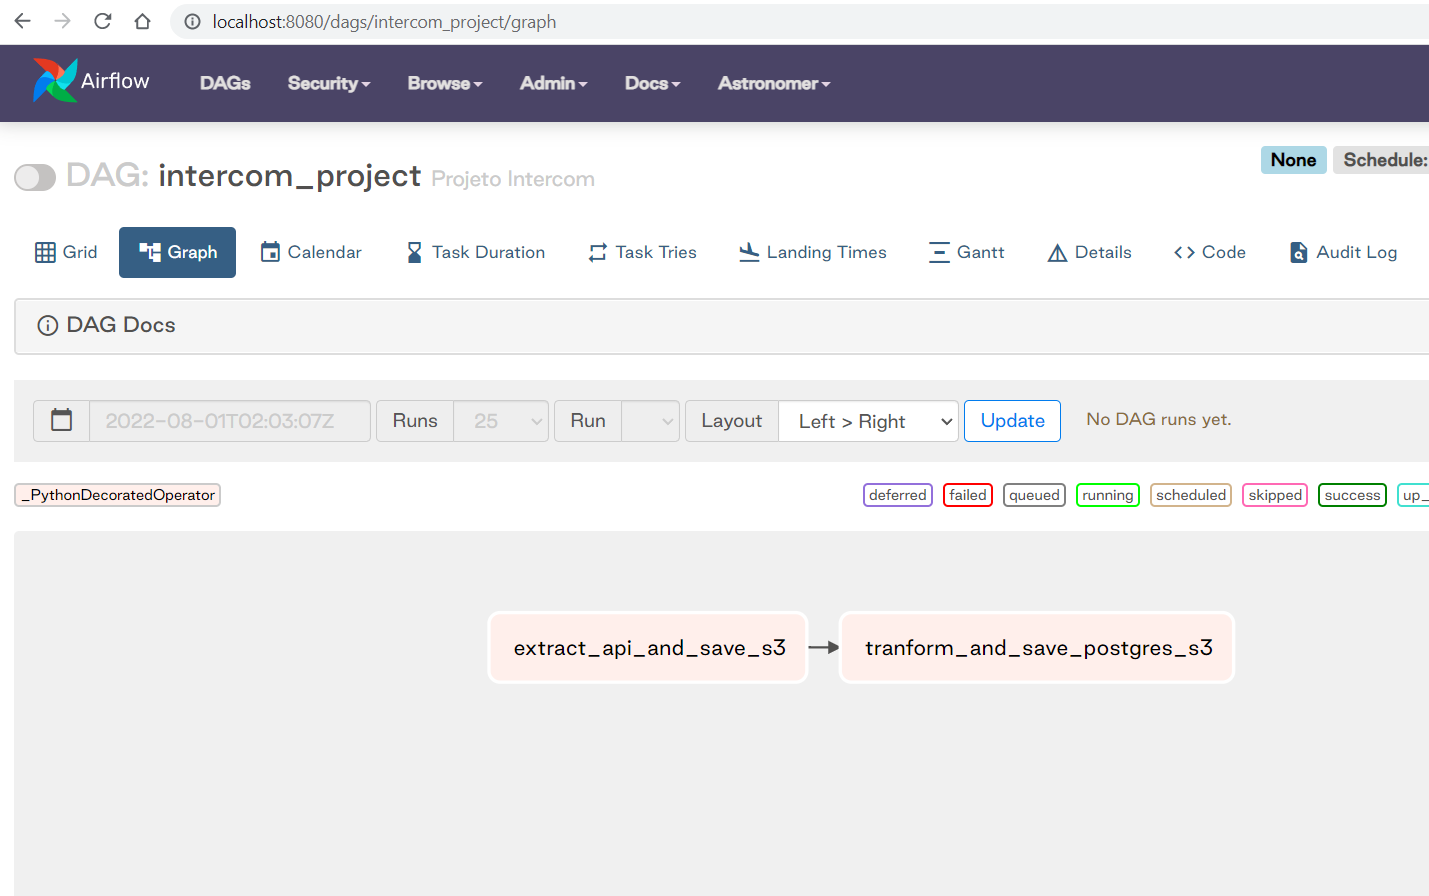 localhost:8080/dags/intercom_project/graph
Airflow DAGs Security Browse Admin Docs Astronomer
DAG: intercom_project Projeto Intercom None Schedule:
Grid Graph Calendar Task Duration Task Tries Landing Times Gantt Details Code Audit Log
DAG Docs
2022-08-01T02:03:07Z Runs 25 Run Layout Left > Right Update No DAG runs yet.
_PythonDecoratedOperator deferred failed queued running scheduled skipped success up_
extract_api_and_save_s3 tranform_and_save_postgres_s3